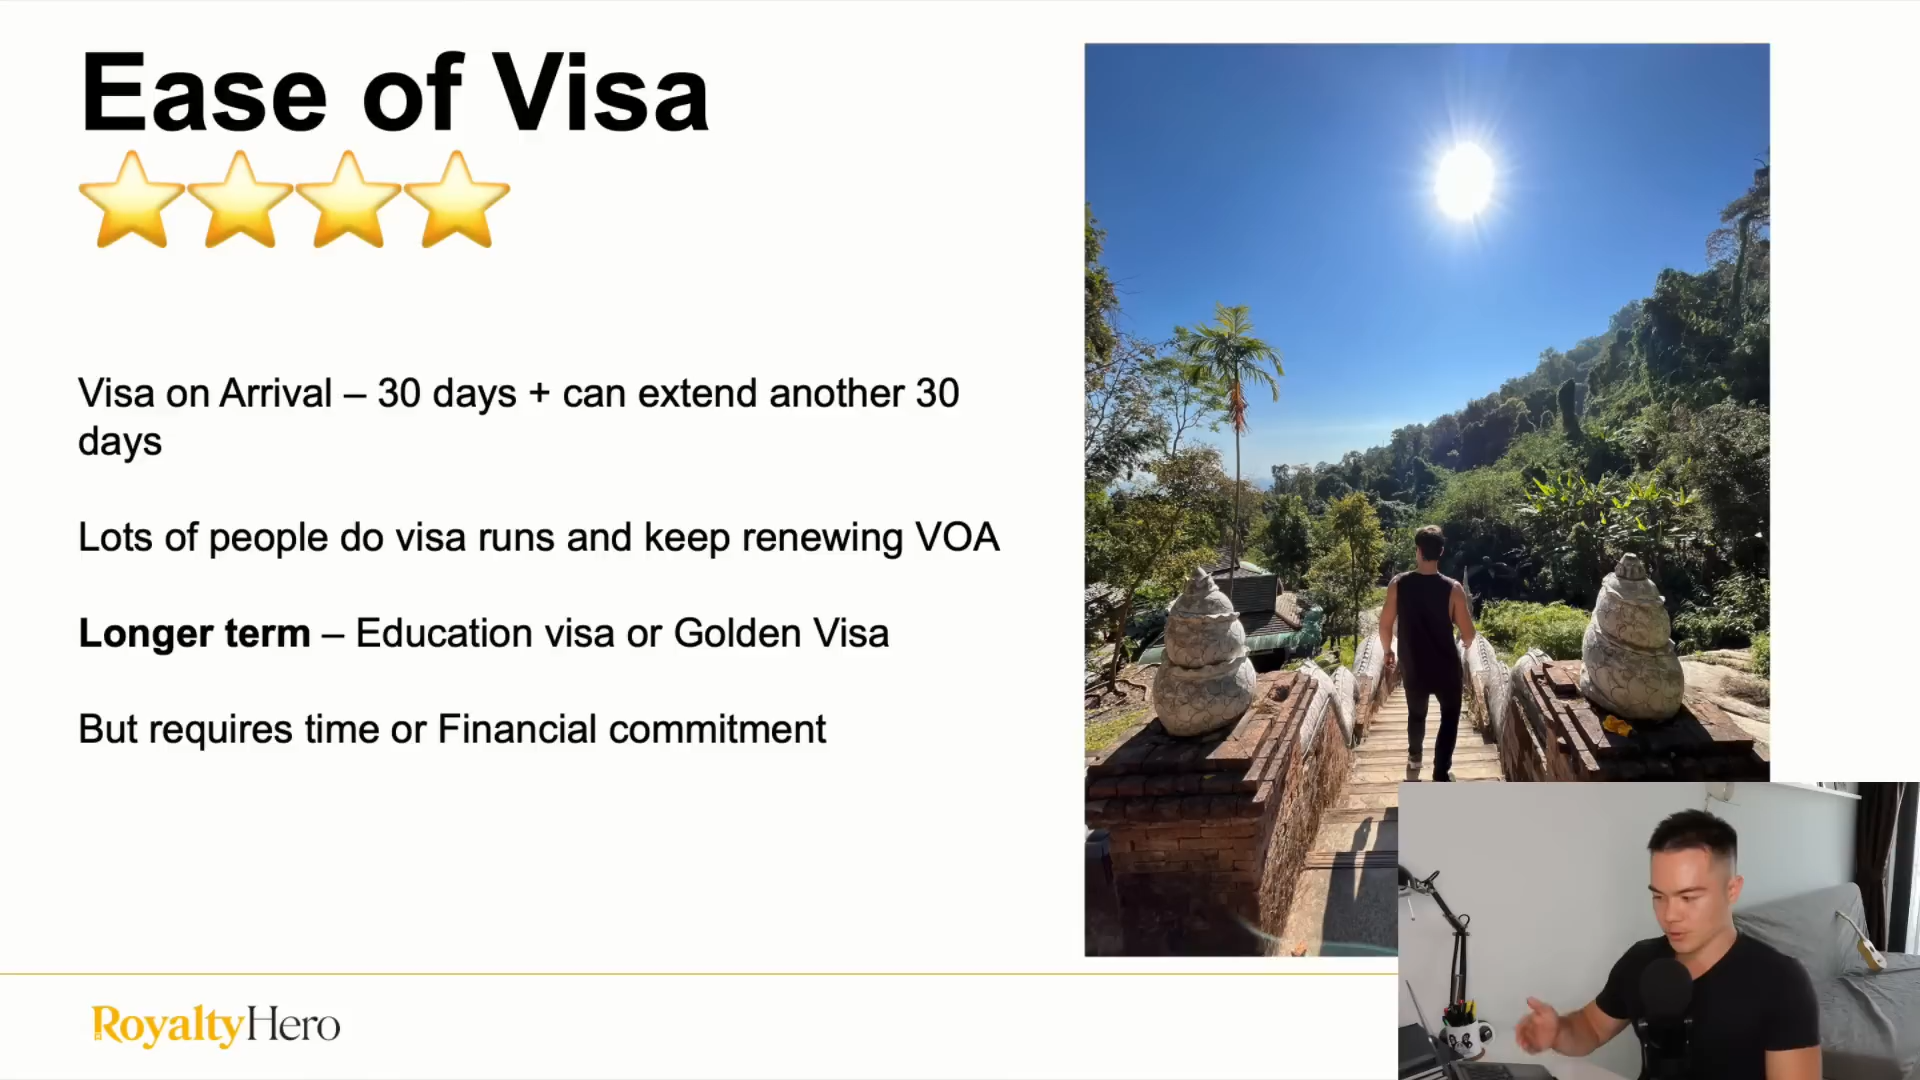 Ease of Visa
Visa on Arrival – 30 days + can extend another 30
days
Lots of people do visa runs and keep renewing VOA
Longer term – Education visa or Golden Visa
But requires time or Financial commitment
RoyaltyHero